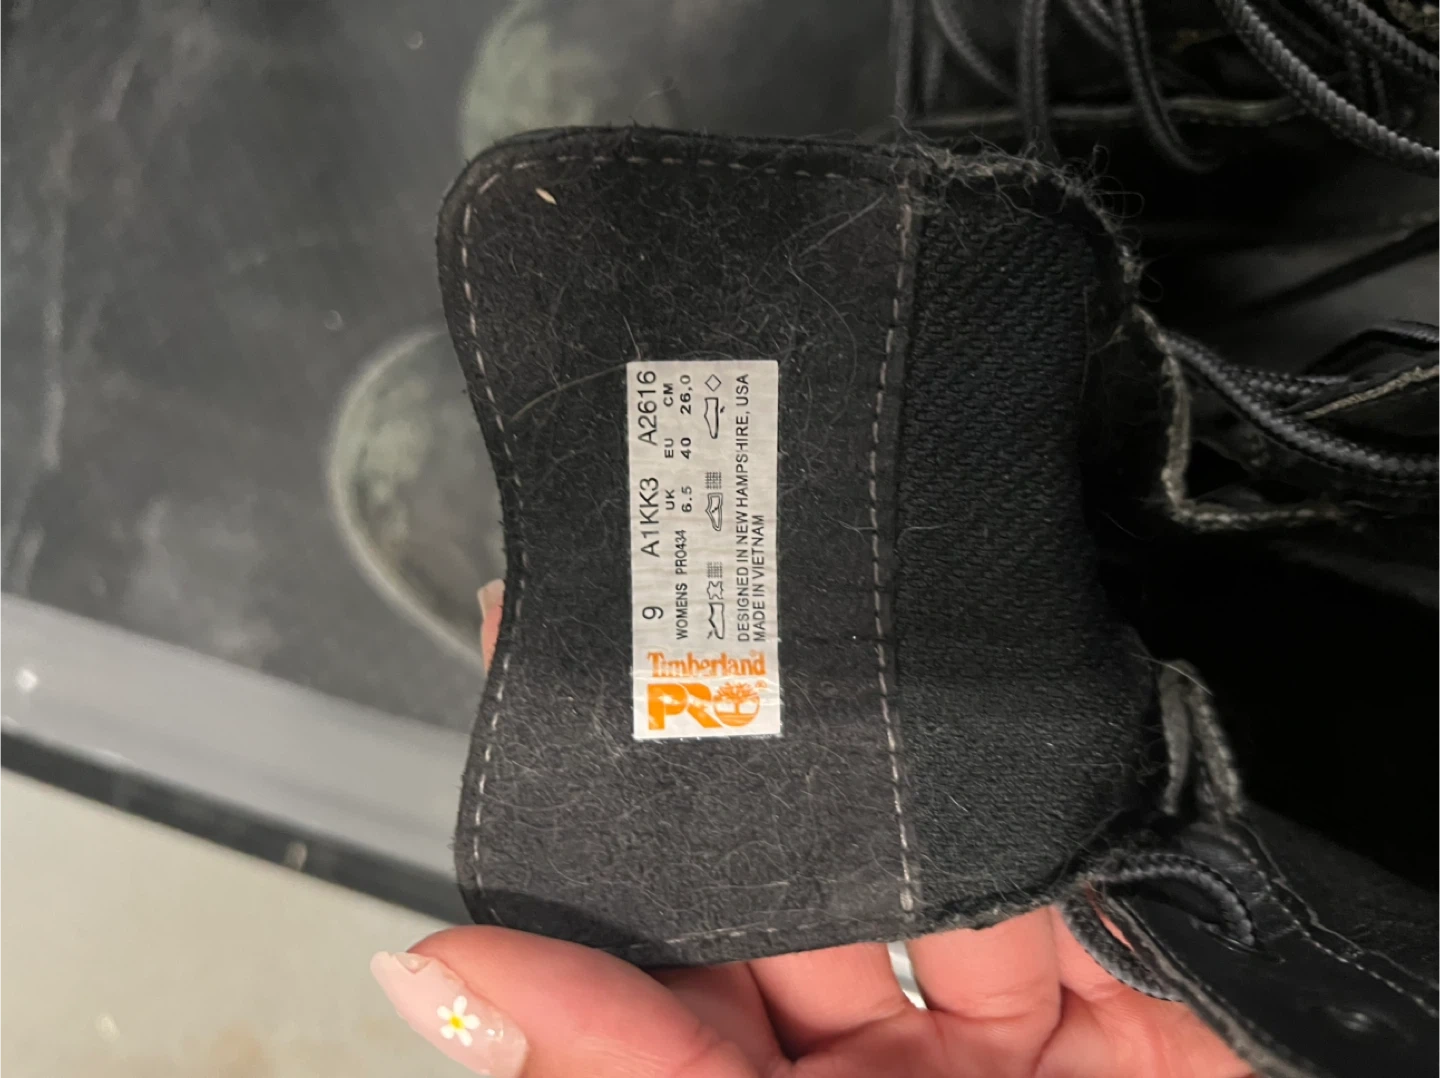 Timberland
PRO
9 A1KK3 A2616
UK EU CM
WOMENS PRO434 6.5 40 26,0
DESIGNED IN NEW HAMPSHIRE, USA
MADE IN VIETNAM